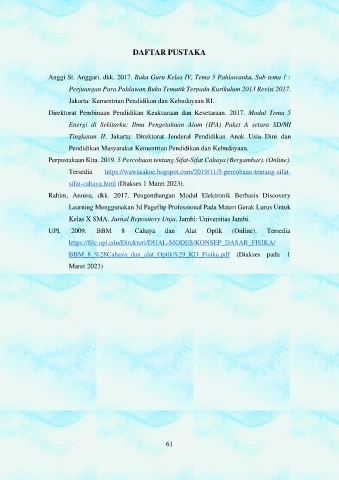 DAFTAR PUSTAKA
Anggi St. Anggari, dkk. 2017. Buku Guru Kelas IV, Tema 5 Pahlawanku, Sub tema 1 :
Perjuangan Para Pahlawan Buku Tematik Terpadu Kurikulum 2013 Revisi 2017.
Jakarta: Kementrian Pendidikan dan Kebudayaan RI.
Direktorat Pembinaan Pendidikan Keaksaraan dan Kesetaraan. 2017. Modul Tema 5
Energi di Sekitarku: Ilmu Pengetahuan Alam (IPA) Paket A setara SD/MI
Tingkatan II. Jakarta: Direktorat Jenderal Pendidikan Anak Usia Dini dan
Pendidikan Masyarakat Kementrian Pendidikan dan Kebudayaan.
Perpustakaan Kita. 2019. 5 Percobaan tentang Sifat-Sifat Cahaya (Bergambar). (Online).
Tersedia https://wawasakoe.bogspot.com/2019/11/5-percobaan-tentang-sifat-
sifat-cahaya.html (Diakses 1 Maret 2023).
Rahim, Annisa, dkk. 2017. Pengembangan Modul Elektronik Berbasis Discovery
Learning Menggunakan 3d Pageflip Professional Pada Materi Gerak Lurus Untuk
Kelas X SMA. Jurnal Repository Unja. Jambi: Universitas Jambi.
UPI. 2009. BBM 8 Cahaya dan Alat Optik (Online). Tersedia
https://file.upi.edu/Direktori/DUAL-MODES/KONSEP_DASAR_FISIKA/
BBM_8_%28Cahaya_dan_alat_Optik%29_KD_Fisika.pdf (Diakses pada 1
Maret 2023)
61